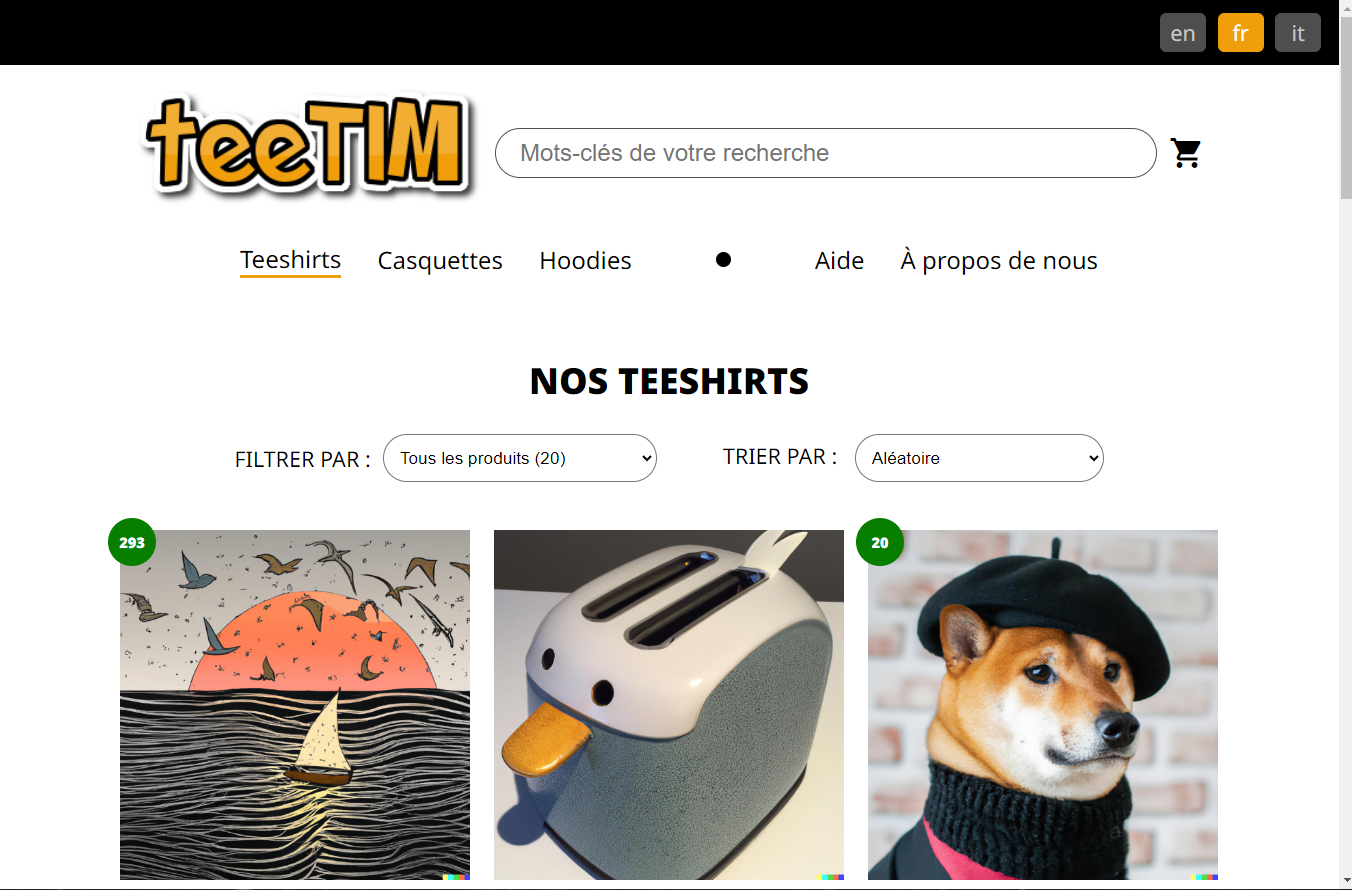 en fr it
teeTIM
Mots-clés de votre recherche
Teeshirts Casquettes Hoodies Aide À propos de nous
NOS TEESHIRTS
FILTRER PAR : Tous les produits (20) TRIER PAR : Aléatoire
293 20